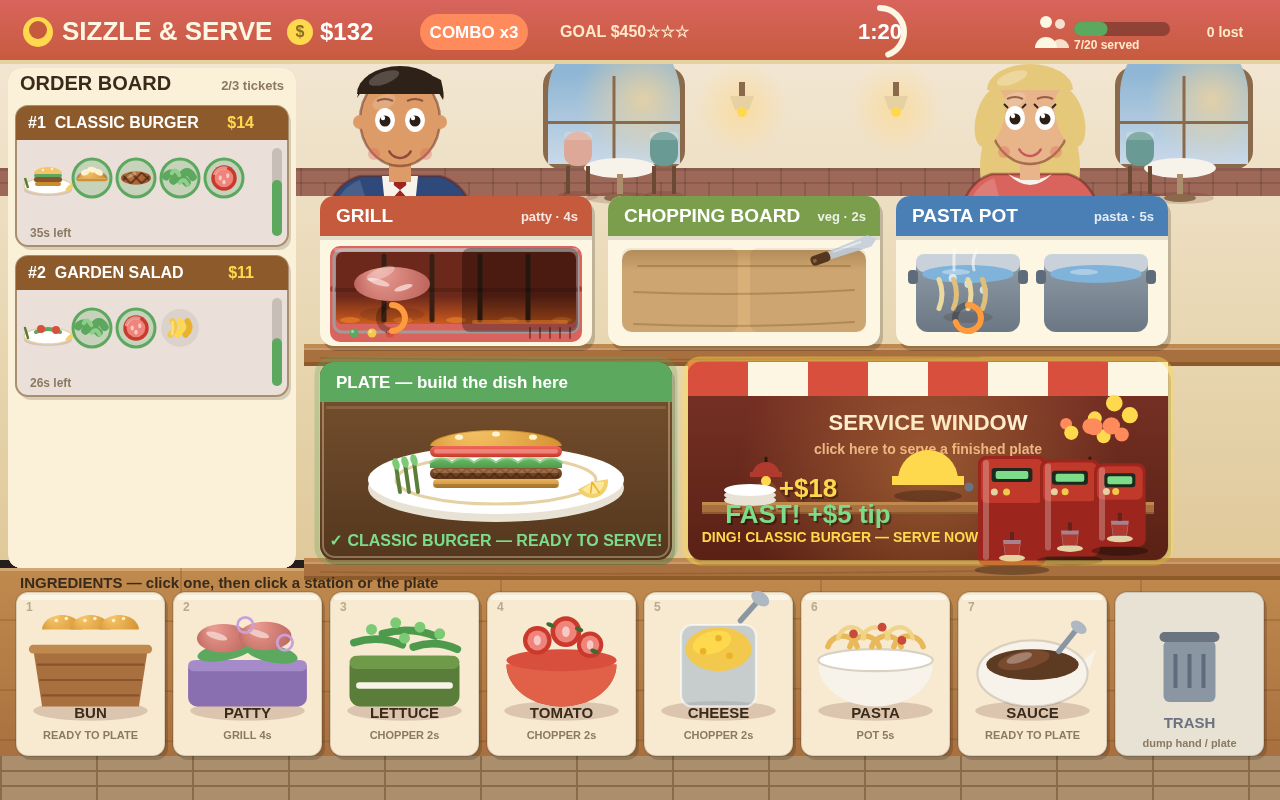 SIZZLE & SERVE
$ $132
COMBO x3
GOAL $450☆☆☆
1:20
7/20 served
0 lost
ORDER BOARD
2/3 tickets
#1 CLASSIC BURGER $14
35s left
#2 GARDEN SALAD $11
26s left
GRILL
patty · 4s
CHOPPING BOARD
veg · 2s
PASTA POT
pasta · 5s
PLATE — build the dish here
✓ CLASSIC BURGER — READY TO SERVE!
SERVICE WINDOW
click here to serve a finished plate
+$18
FAST! +$5 tip
DING! CLASSIC BURGER — SERVE NOW
INGREDIENTS — click one, then click a station or the plate
1
BUN
READY TO PLATE
2
PATTY
GRILL 4s
3
LETTUCE
CHOPPER 2s
4
TOMATO
CHOPPER 2s
5
CHEESE
CHOPPER 2s
6
PASTA
POT 5s
7
SAUCE
READY TO PLATE
TRASH
dump hand / plate